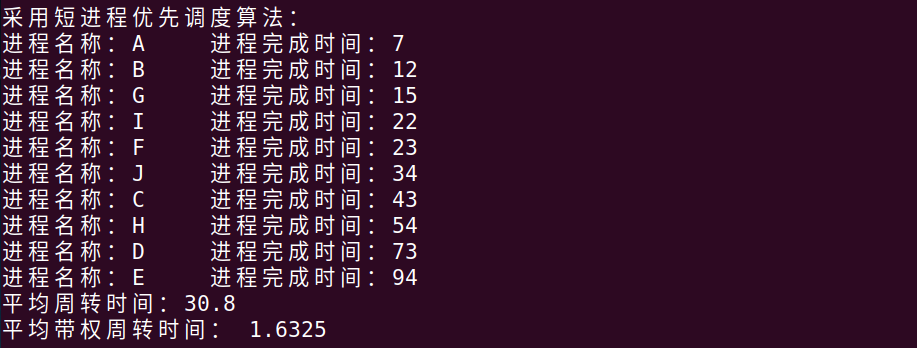 采用短进程优先调度算法：
进程名称：A 进程完成时间：7
进程名称：B 进程完成时间：12
进程名称：G 进程完成时间：15
进程名称：I 进程完成时间：22
进程名称：F 进程完成时间：23
进程名称：J 进程完成时间：34
进程名称：C 进程完成时间：43
进程名称：H 进程完成时间：54
进程名称：D 进程完成时间：73
进程名称：E 进程完成时间：94
平均周转时间：30.8
平均带权周转时间： 1.6325